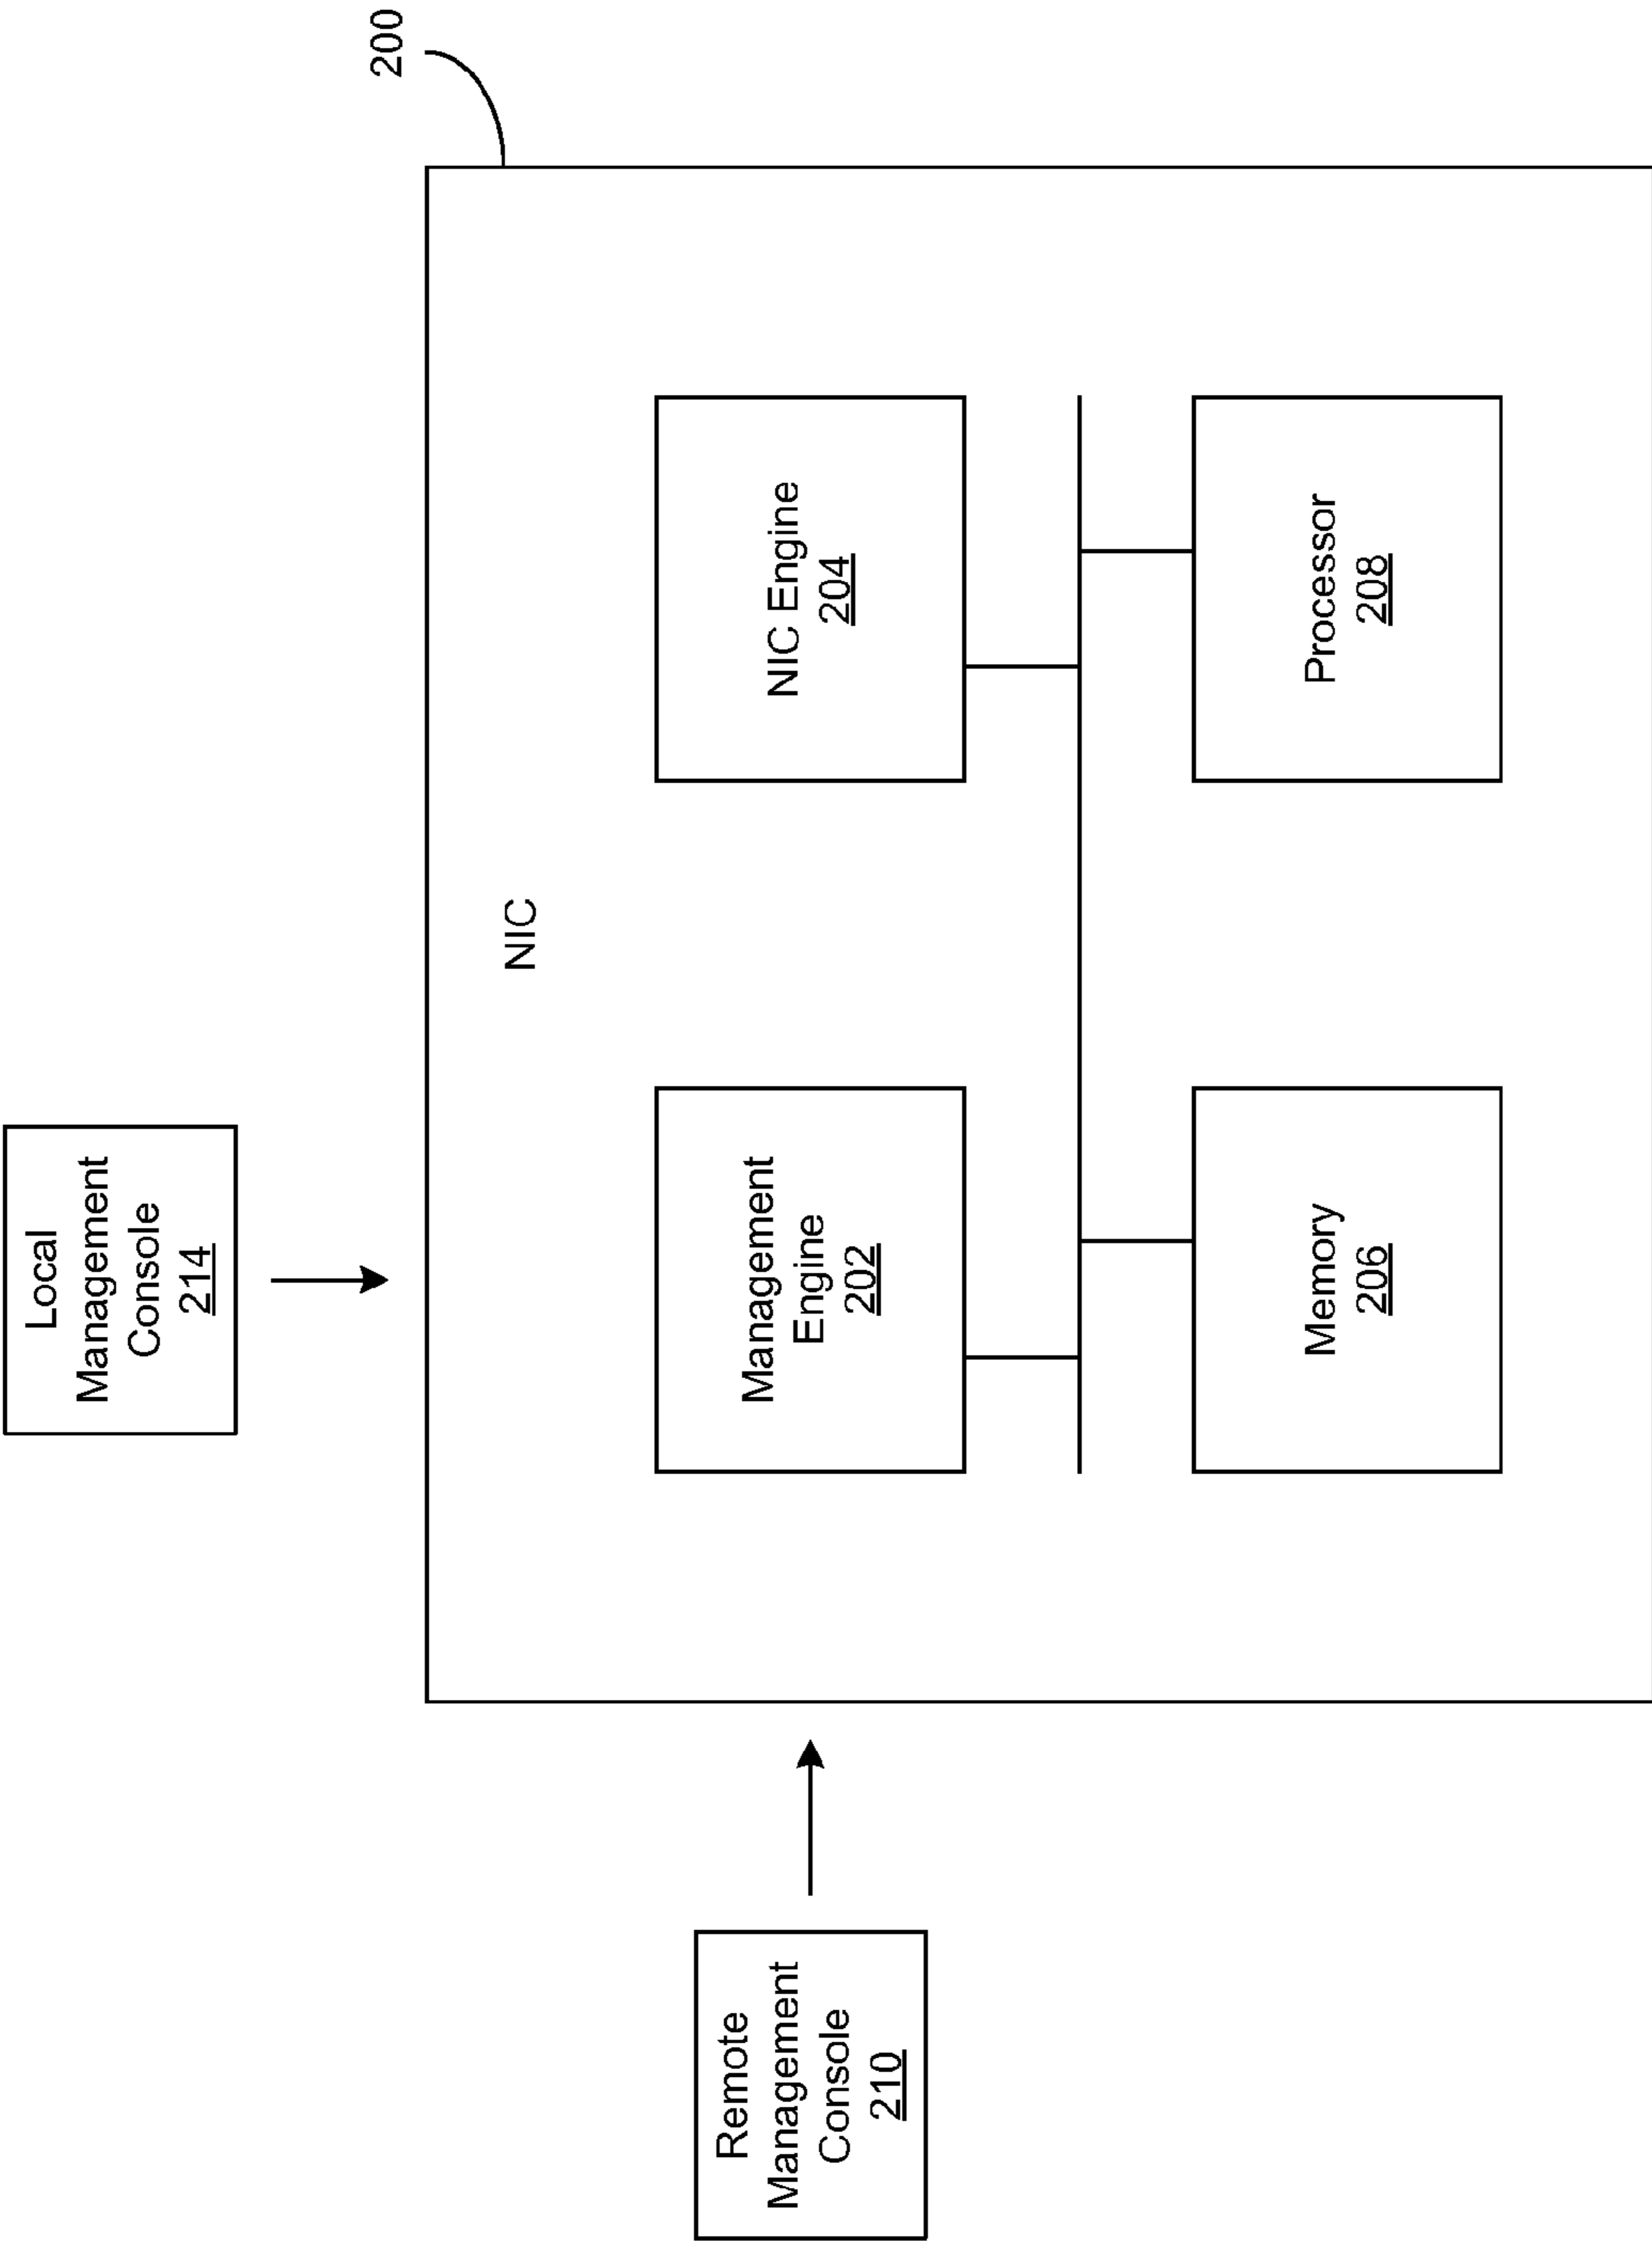 Local
Management
Console
214
200
NIC
Management
Engine
202
NIC Engine
204
Memory
206
Processor
208
Remote
Management
Console
210